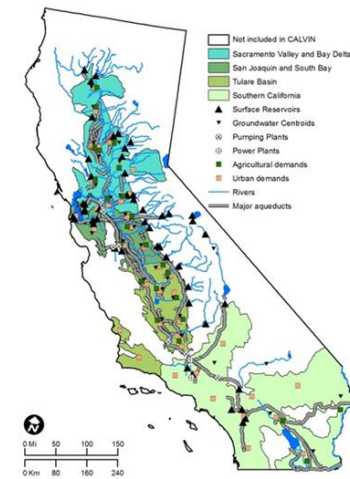 Not included in CALVIN
Sacramento Valley and Bay Delta
San Joaquin and South Bay
Tulare Basin
Southern California
Surface Reservoirs
Groundwater Centroids
Pumping Plants
Power Plants
Agricultural demands
Urban demands
Rivers
Major aqueducts
N
0 Mi 50 100 150
0 Km 80 160 240